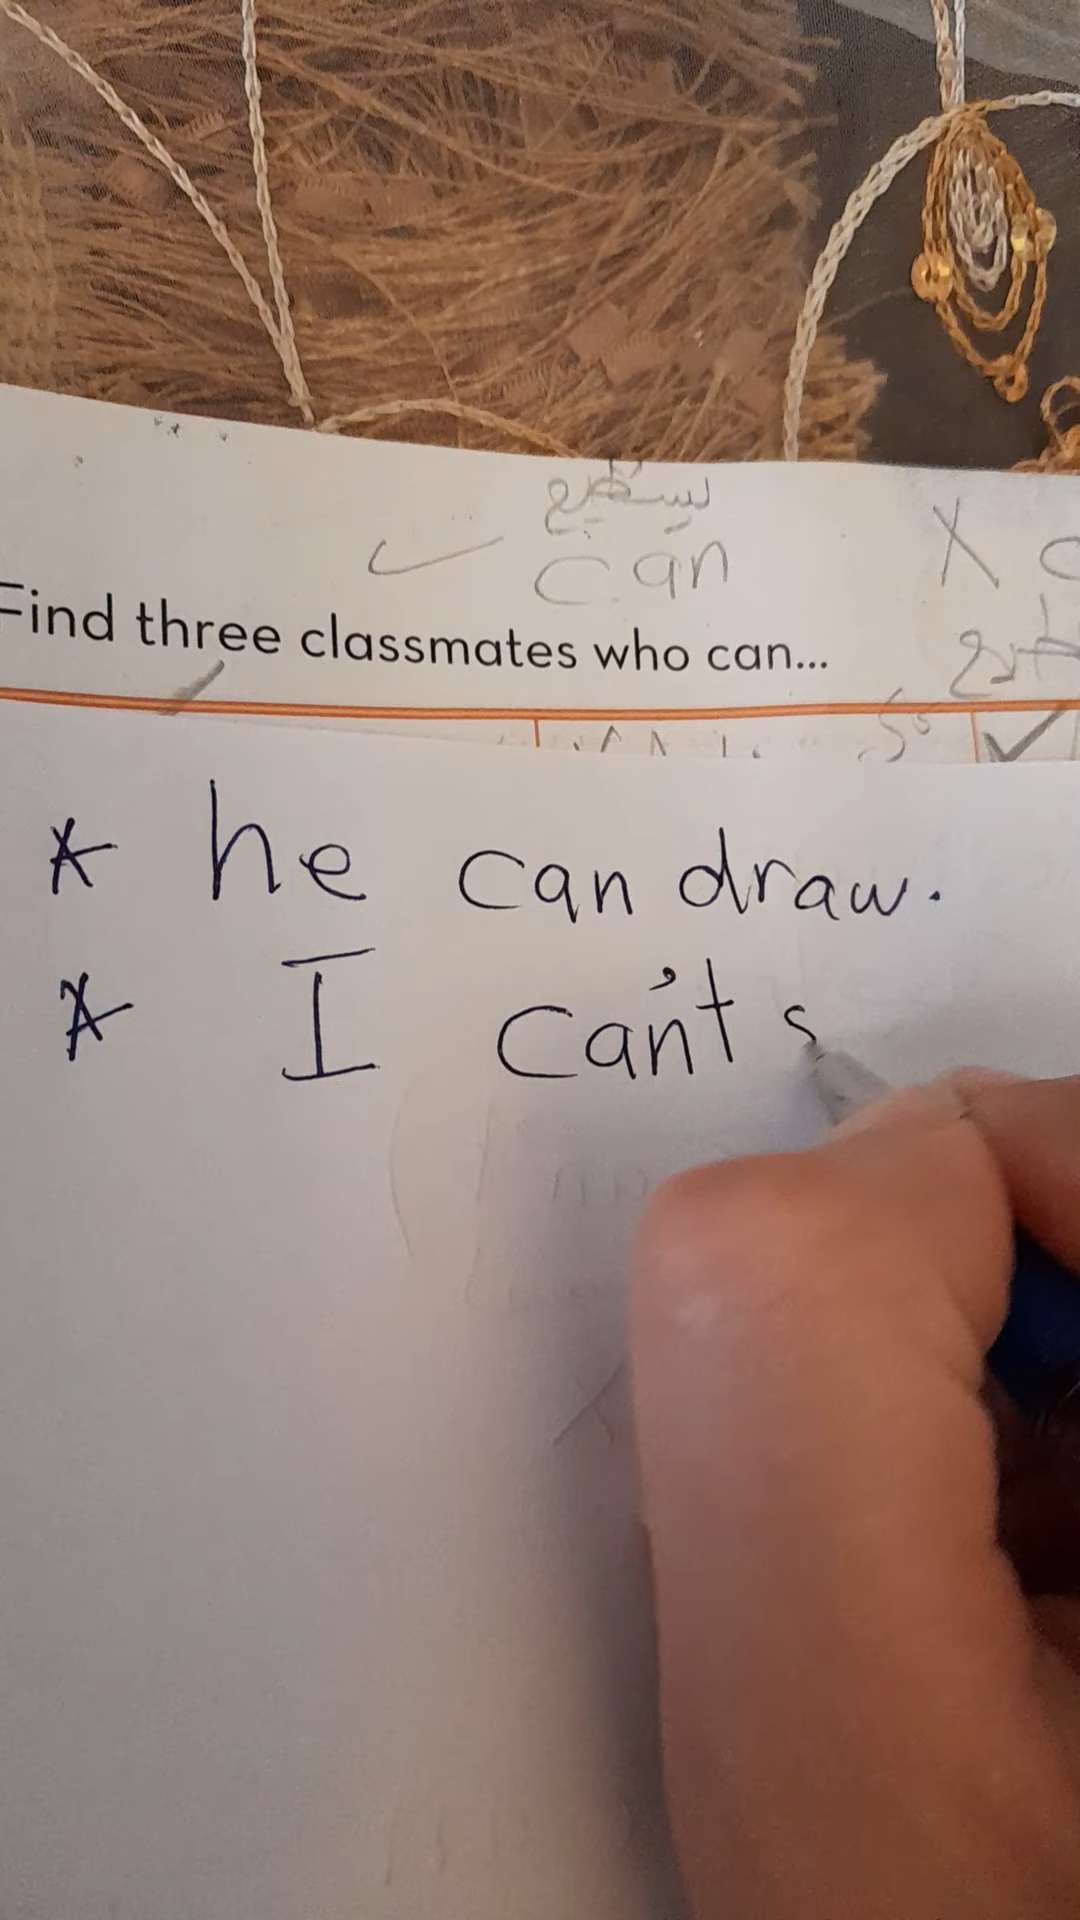 يستطيع
can X
Find three classmates who can...
he can draw.
I can't s